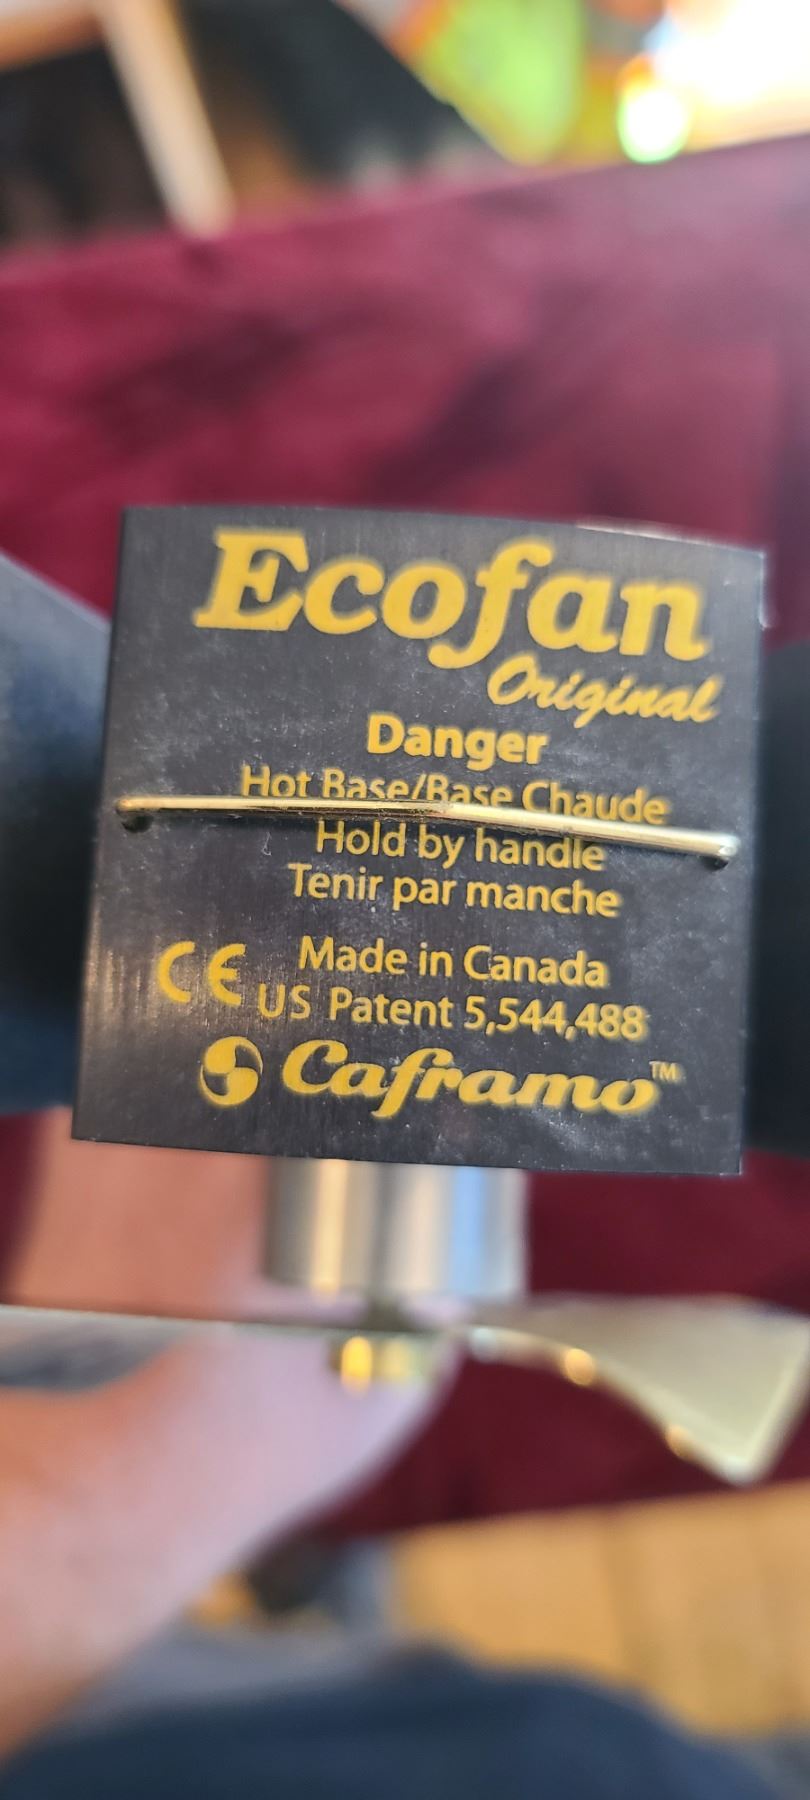 Ecofan
Original
Danger
Hot Base/Base Chaude
Hold by handle
Tenir par manche
CE Made in Canada
US Patent 5,544,488
Caframo™